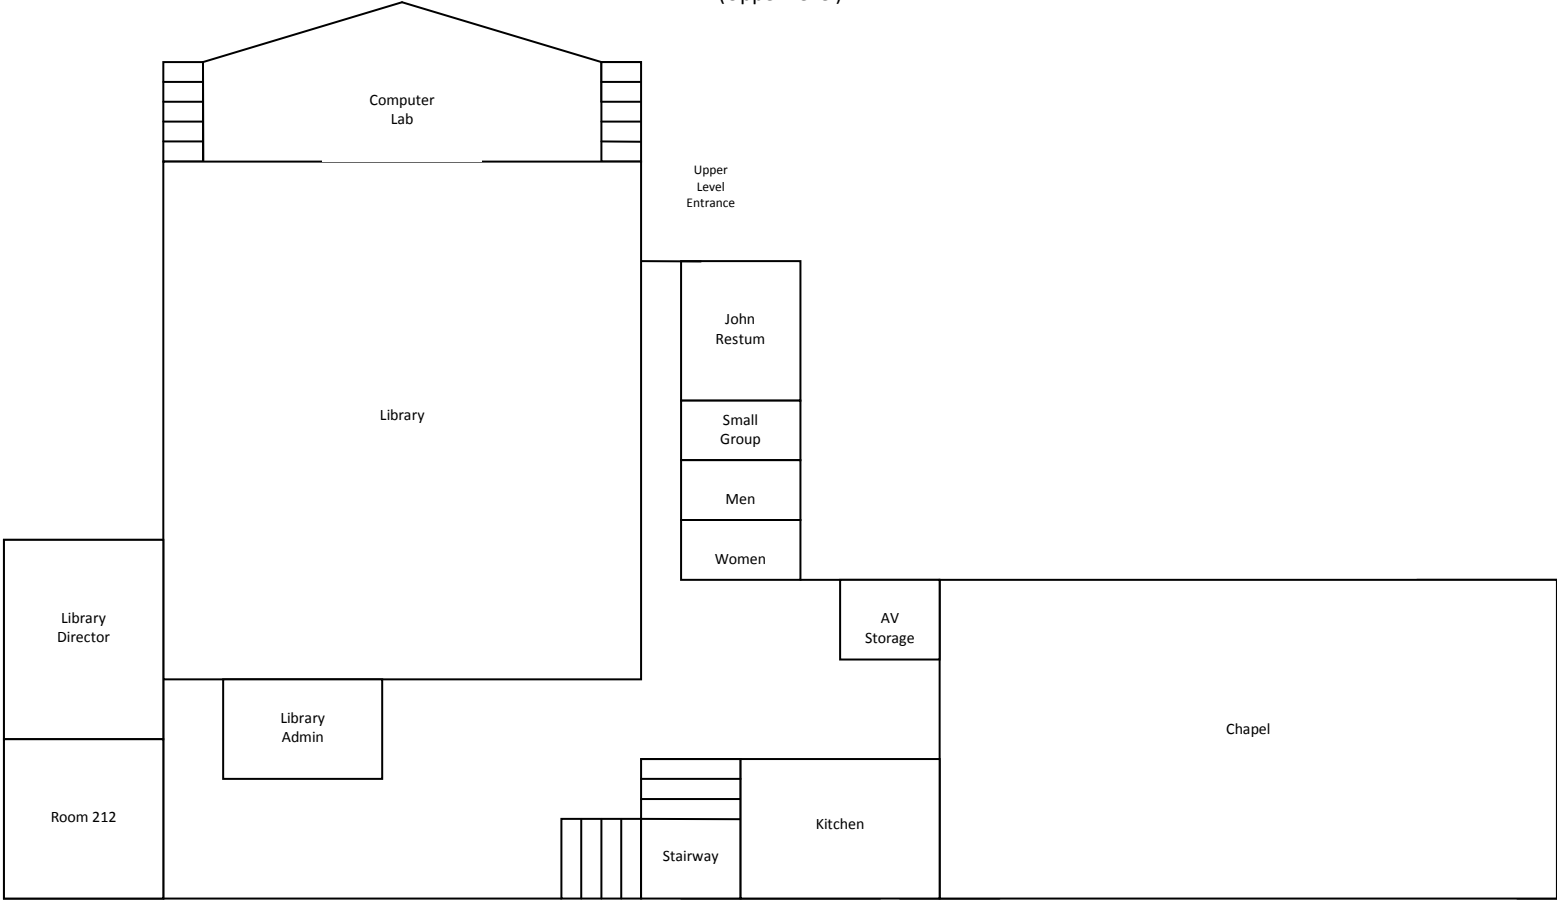 Computer
Lab
Upper
Level
Entrance
John
Restum
Library
Small
Group
Men
Women
Library
Director
AV
Storage
Library
Admin
Chapel
Room 212
Kitchen
Stairway